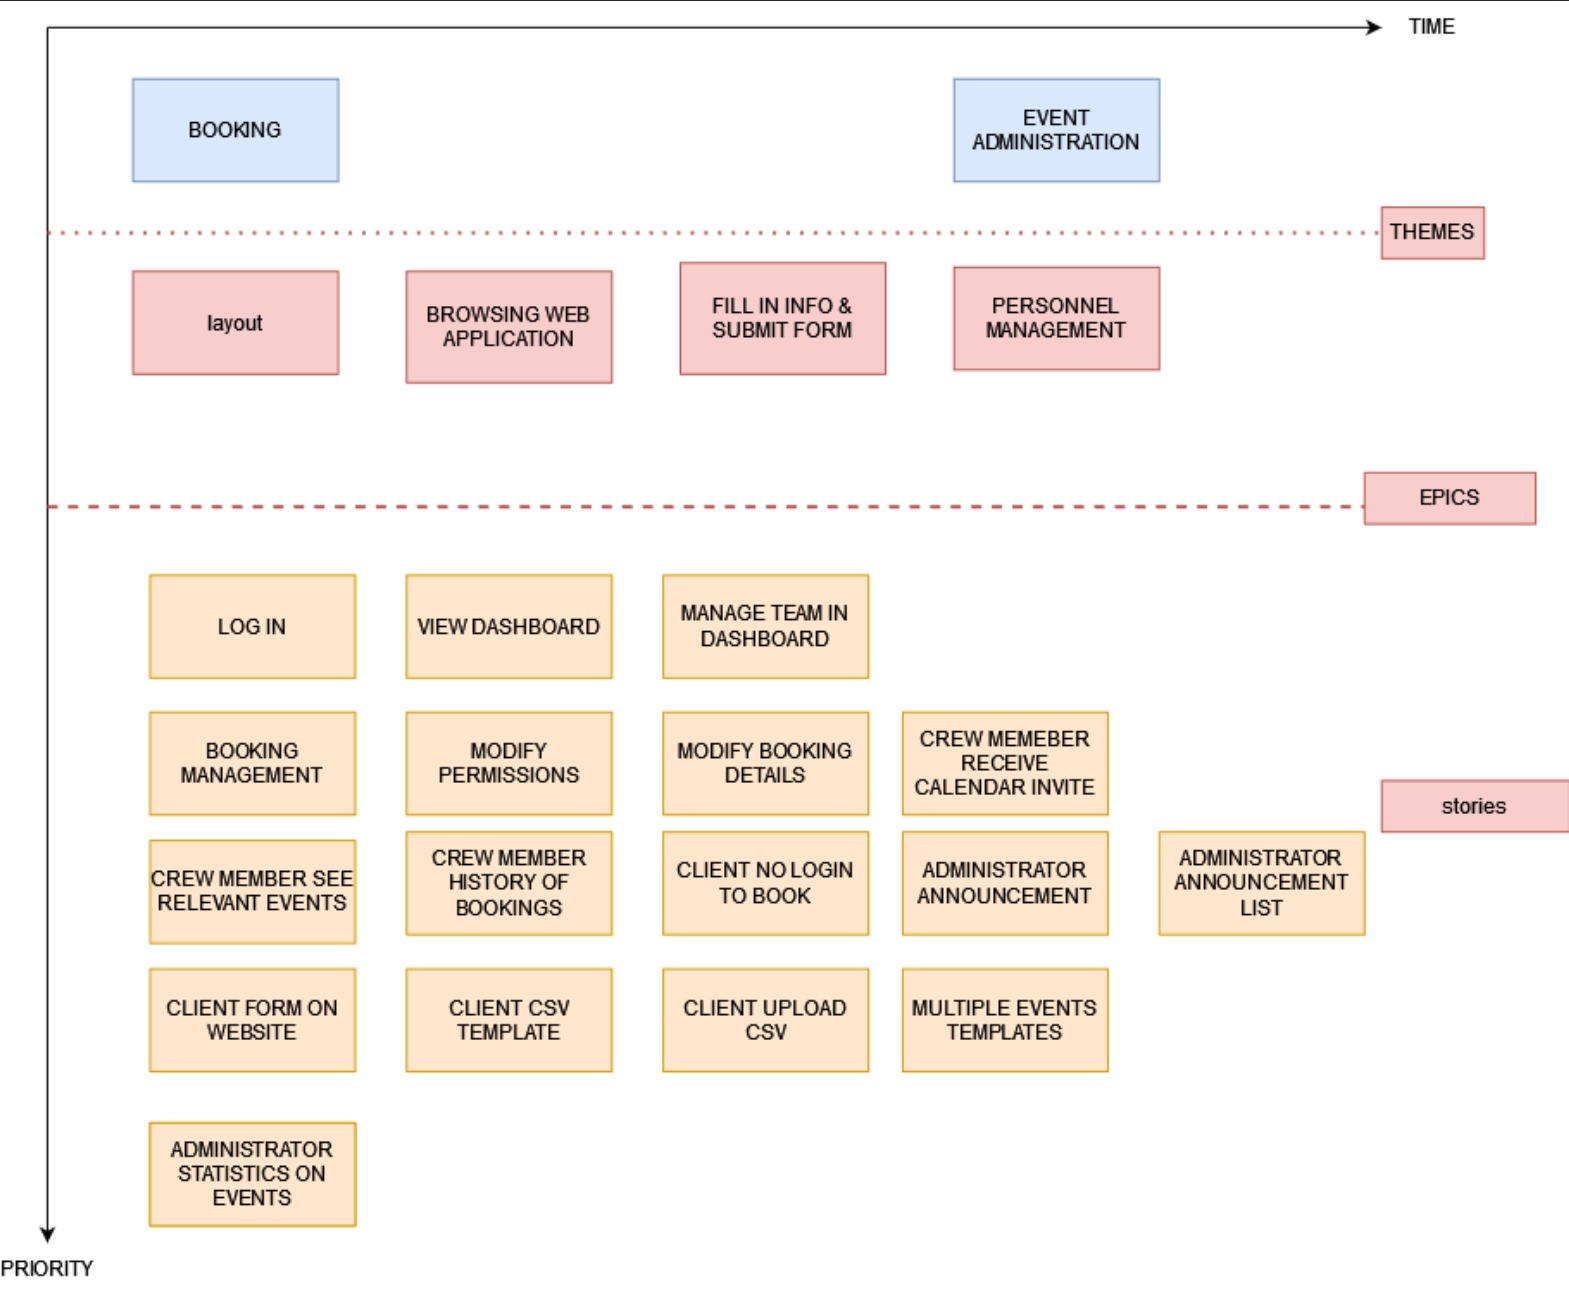 TIME
BOOKING
EVENT
ADMINISTRATION
THEMES
layout
BROWSING WEB
APPLICATION
FILL IN INFO &
SUBMIT FORM
PERSONNEL
MANAGEMENT
EPICS
LOG IN
VIEW DASHBOARD
MANAGE TEAM IN
DASHBOARD
BOOKING
MANAGEMENT
MODIFY
PERMISSIONS
MODIFY BOOKING
DETAILS
CREW MEMEBER
RECEIVE
CALENDAR INVITE
stories
CREW MEMBER SEE
RELEVANT EVENTS
CREW MEMBER
HISTORY OF
BOOKINGS
CLIENT NO LOGIN
TO BOOK
ADMINISTRATOR
ANNOUNCEMENT
ADMINISTRATOR
ANNOUNCEMENT
LIST
CLIENT FORM ON
WEBSITE
CLIENT CSV
TEMPLATE
CLIENT UPLOAD
CSV
MULTIPLE EVENTS
TEMPLATES
ADMINISTRATOR
STATISTICS ON
EVENTS
PRIORITY